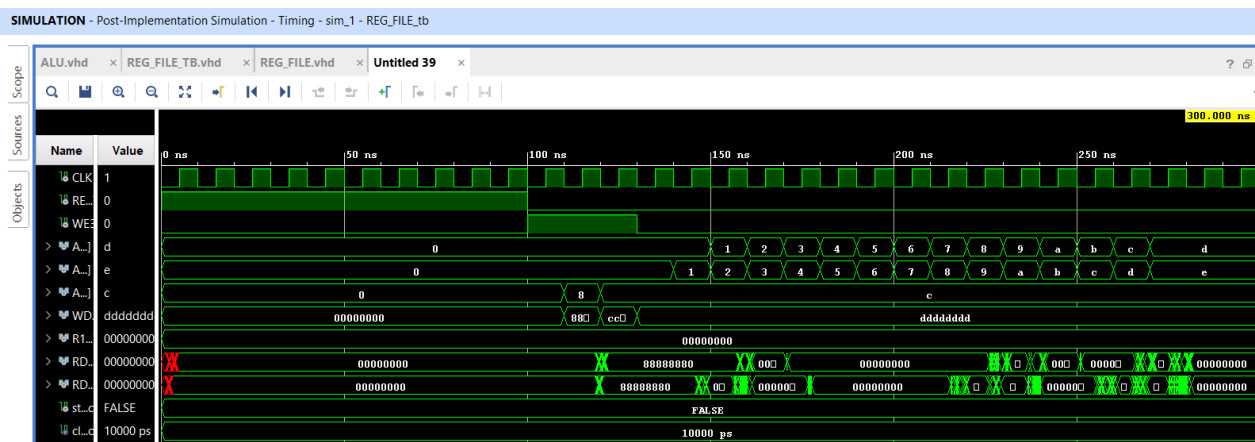 SIMULATION - Post-Implementation Simulation - Timing - sim_1 - REG_FILE_tb
ALU.vhd × REG_FILE_TB.vhd × REG_FILE.vhd × Untitled 39 × ?
Scope
Sources
Objects
300.000 ns
Name Value 0 ns 50 ns 100 ns 150 ns 200 ns 250 ns
CLK 1
RE... 0
WE3 0
A...] d 0 1 2 3 4 5 6 7 8 9 a b c d
A...] e 0 1 2 3 4 5 6 7 8 9 a b c d e
A...] c 0 8 c
WD. ddddddd 00000000 88 cc dddddddd
R1... 00000000 00000000
RD.. 00000000 00000000 88888888 00 00000000 00 0000 00000000
RD.. 00000000 00000000 88888880 0 000000 00000000 00000 00000000
st...c FALSE FALSE
cl...d 10000 ps 10000 ps